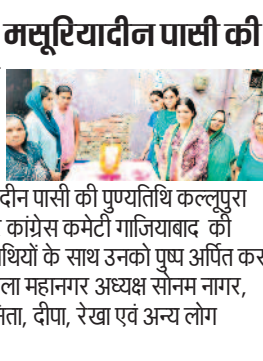 मसूरियादीन पासी की
दीन पासी की पुण्यतिथि कल्लूपुरा
कांग्रेस कमेटी गाजियाबाद की
थियों के साथ उनको पुष्प अर्पित कर
ला महानगर अध्यक्ष सोनम नागर,
दीपा, रेखा एवं अन्य लोग